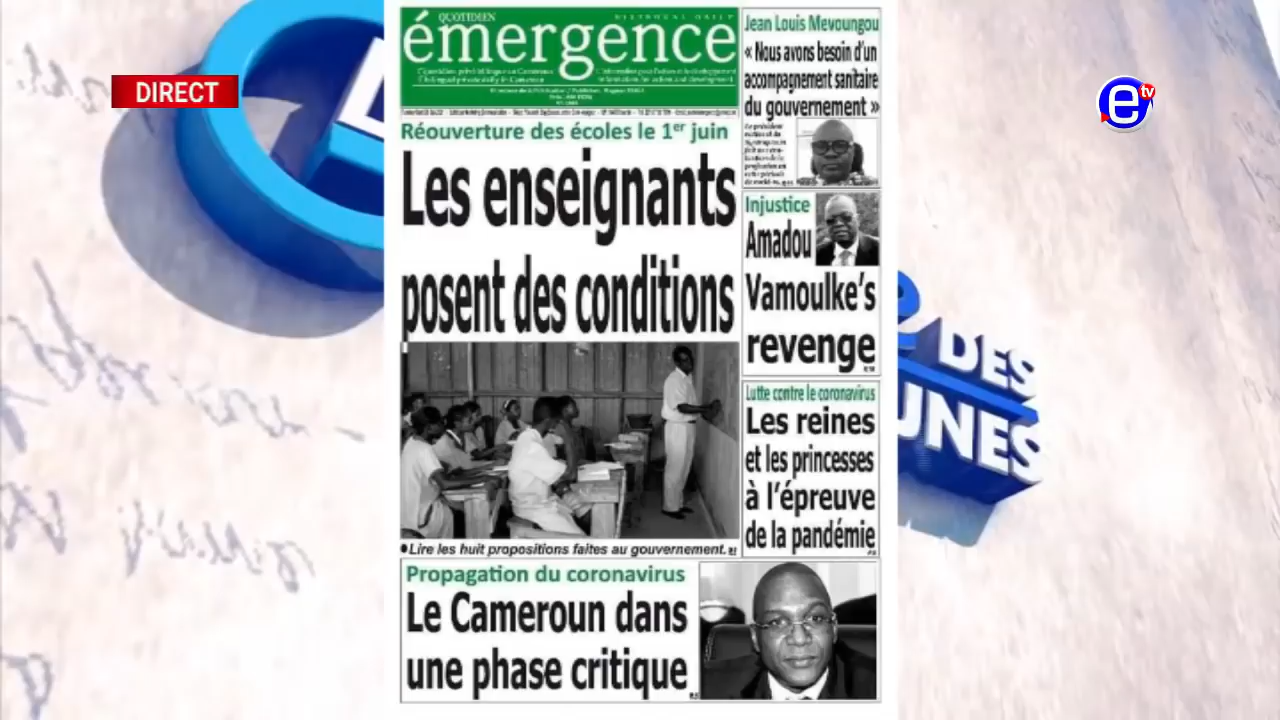 DIRECT
e tv
QUOTIDIEN
BILINGUAL DAILY
émergence
Réouverture des écoles le 1er juin
Les enseignants
posent des conditions
•Lire les huit propositions faites au gouvernement.
Propagation du coronavirus
Le Cameroun dans
une phase critique
Jean Louis Mevoungou
« Nous avons besoin d'un
accompagnement sanitaire
du gouvernement »
Injustice
Amadou
Vamoulke's
revenge
Lutte contre le coronavirus
Les reines
et les princesses
à l'épreuve
de la pandémie
DES
UNES